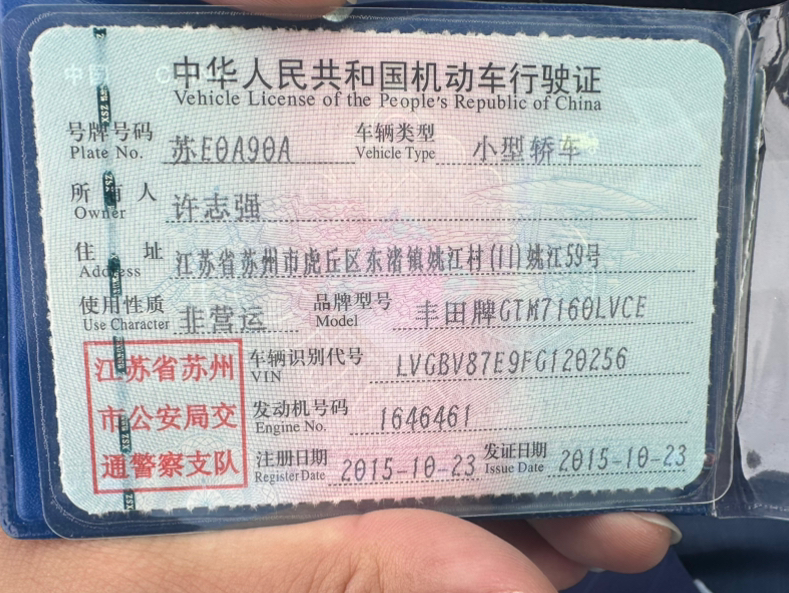 中华人民共和国机动车行驶证
Vehicle License of the People's Republic of China
号牌号码 苏E0A90A 车辆类型 小型轿车
Plate No. Vehicle Type
所有人 许志强
Owner
住址 江苏省苏州市虎丘区东渚镇姚江村(11)姚江59号
Address
使用性质 非营运 品牌型号 丰田牌GTM7160LVCE
Use Character Model
江苏省苏州
市公安局交
通警察支队
车辆识别代号 LVGBV87E9FG120256
VIN
发动机号码 1646461
Engine No.
注册日期 2015-10-23 发证日期 2015-10-23
Register Date Issue Date